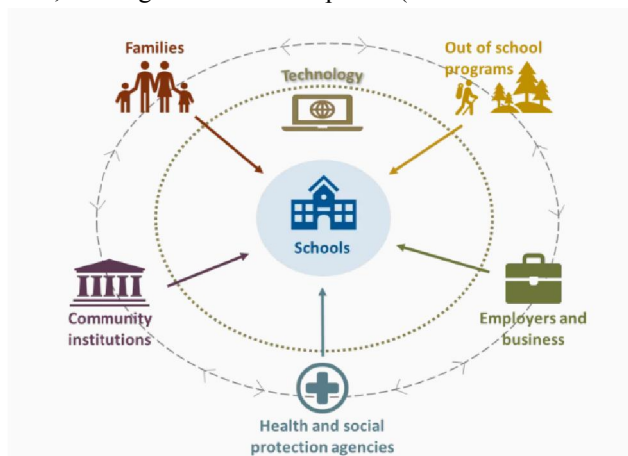 Families
Out of school
programs
Technology
Schools
Community
institutions
Employers and
business
Health and social
protection agencies